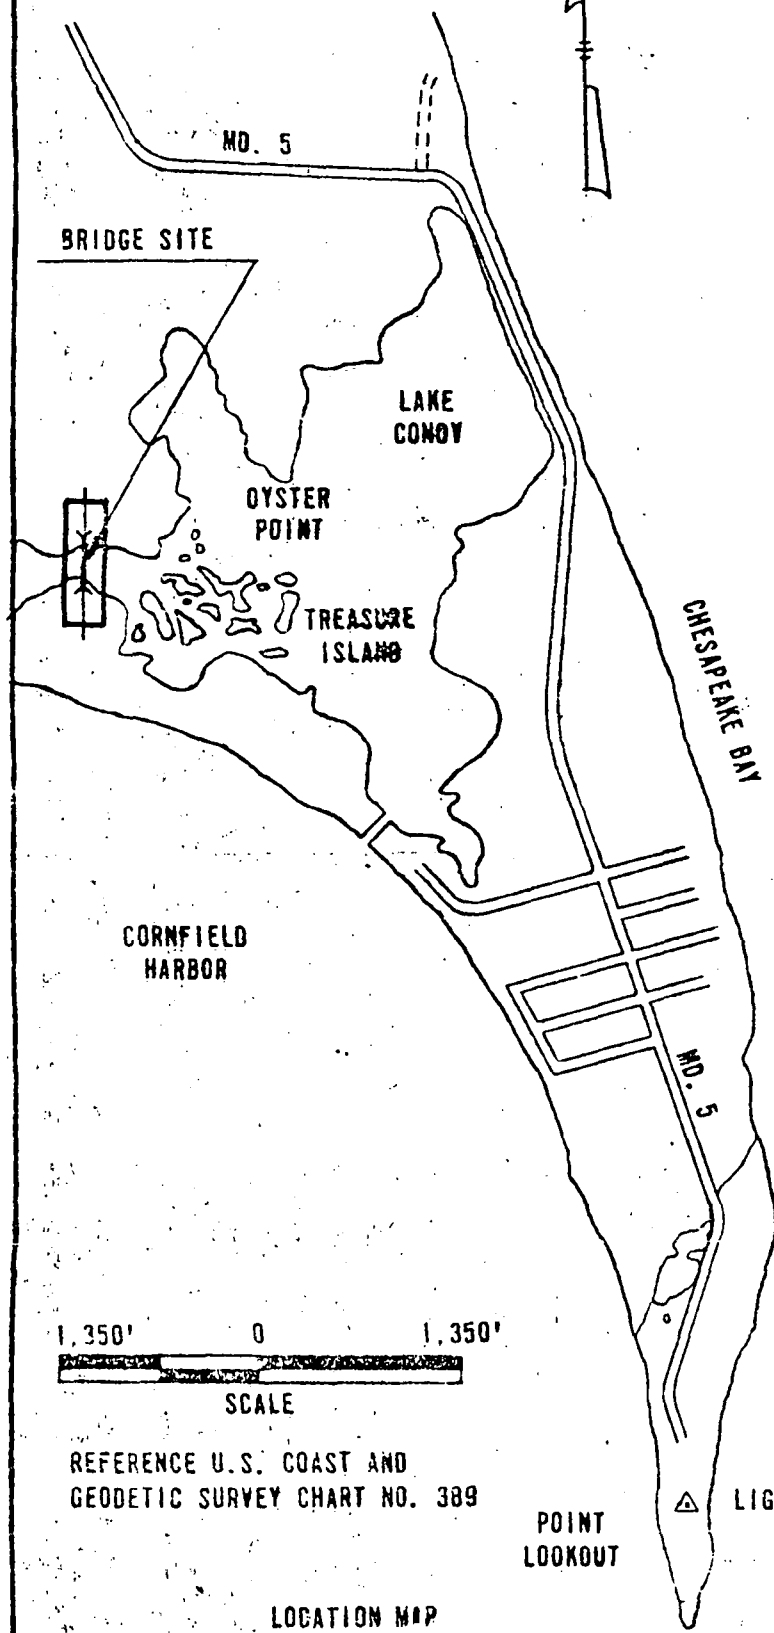 MD. 5
BRIDGE SITE
LAKE
CONOY
OYSTER
POINT
TREASURE
ISLAND
CHESAPEAKE BAY
CORNFIELD
HARBOR
MD. 5
1,350' 0 1,350'
SCALE
REFERENCE U.S. COAST AND
GEODETIC SURVEY CHART NO. 389
LIG
POINT
LOOKOUT
LOCATION MAP